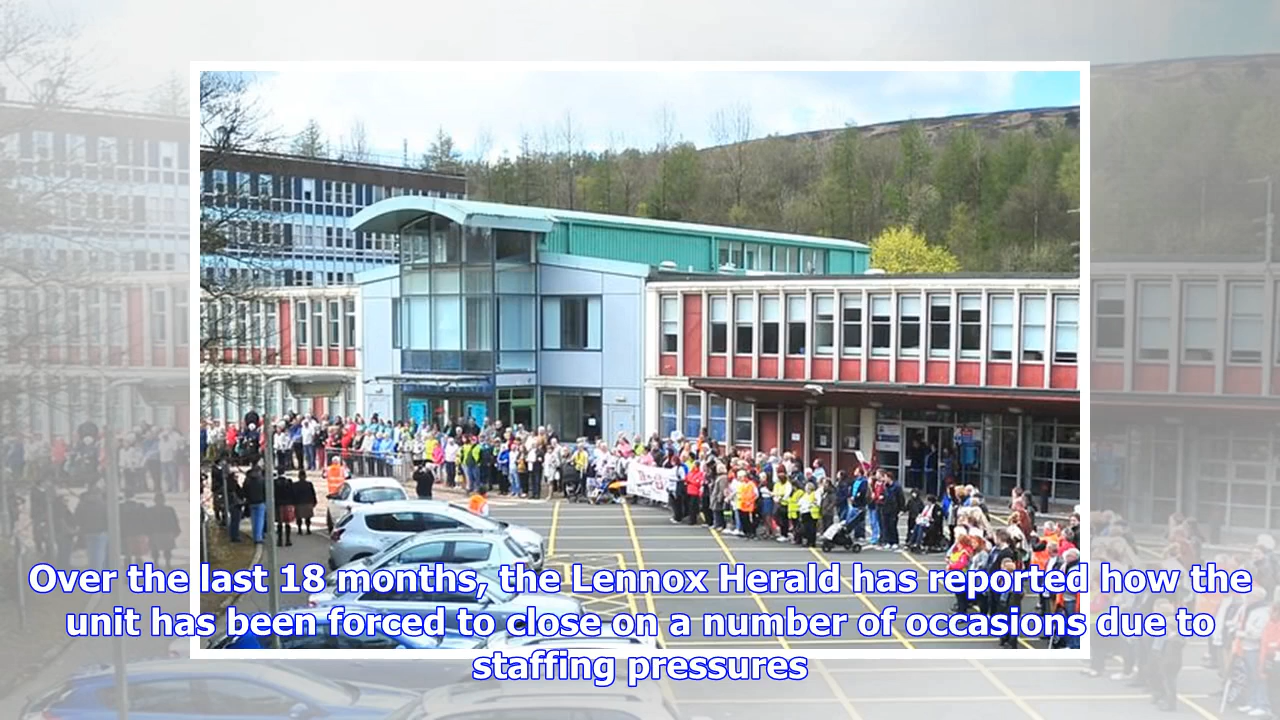 Over the last 18 months, the Lennox Herald has reported how the
unit has been forced to close on a number of occasions due to
staffing pressures